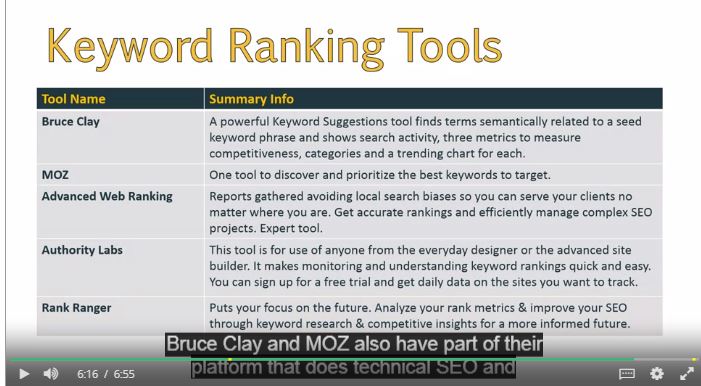 Keyword Ranking Tools
Tool Name Summary Info
Bruce Clay A powerful Keyword Suggestions tool finds terms semantically related to a seed
keyword phrase and shows search activity, three metrics to measure
competitiveness, categories and a trending chart for each.
MOZ One tool to discover and prioritize the best keywords to target.
Advanced Web Ranking Reports gathered avoiding local search biases so you can serve your clients no
matter where you are. Get accurate rankings and efficiently manage complex SEO
projects. Expert tool.
Authority Labs This tool is for use of anyone from the everyday designer or the advanced site
builder. It makes monitoring and understanding keyword rankings quick and easy.
You can sign up for a free trial and get daily data on the sites you want to track.
Rank Ranger Puts your focus on the future. Analyze your rank metrics & improve your SEO
through keyword research & competitive insights for a more informed future.
Bruce Clay and MOZ also have part of their
platform that does technical SEO and
6:16 / 6:55